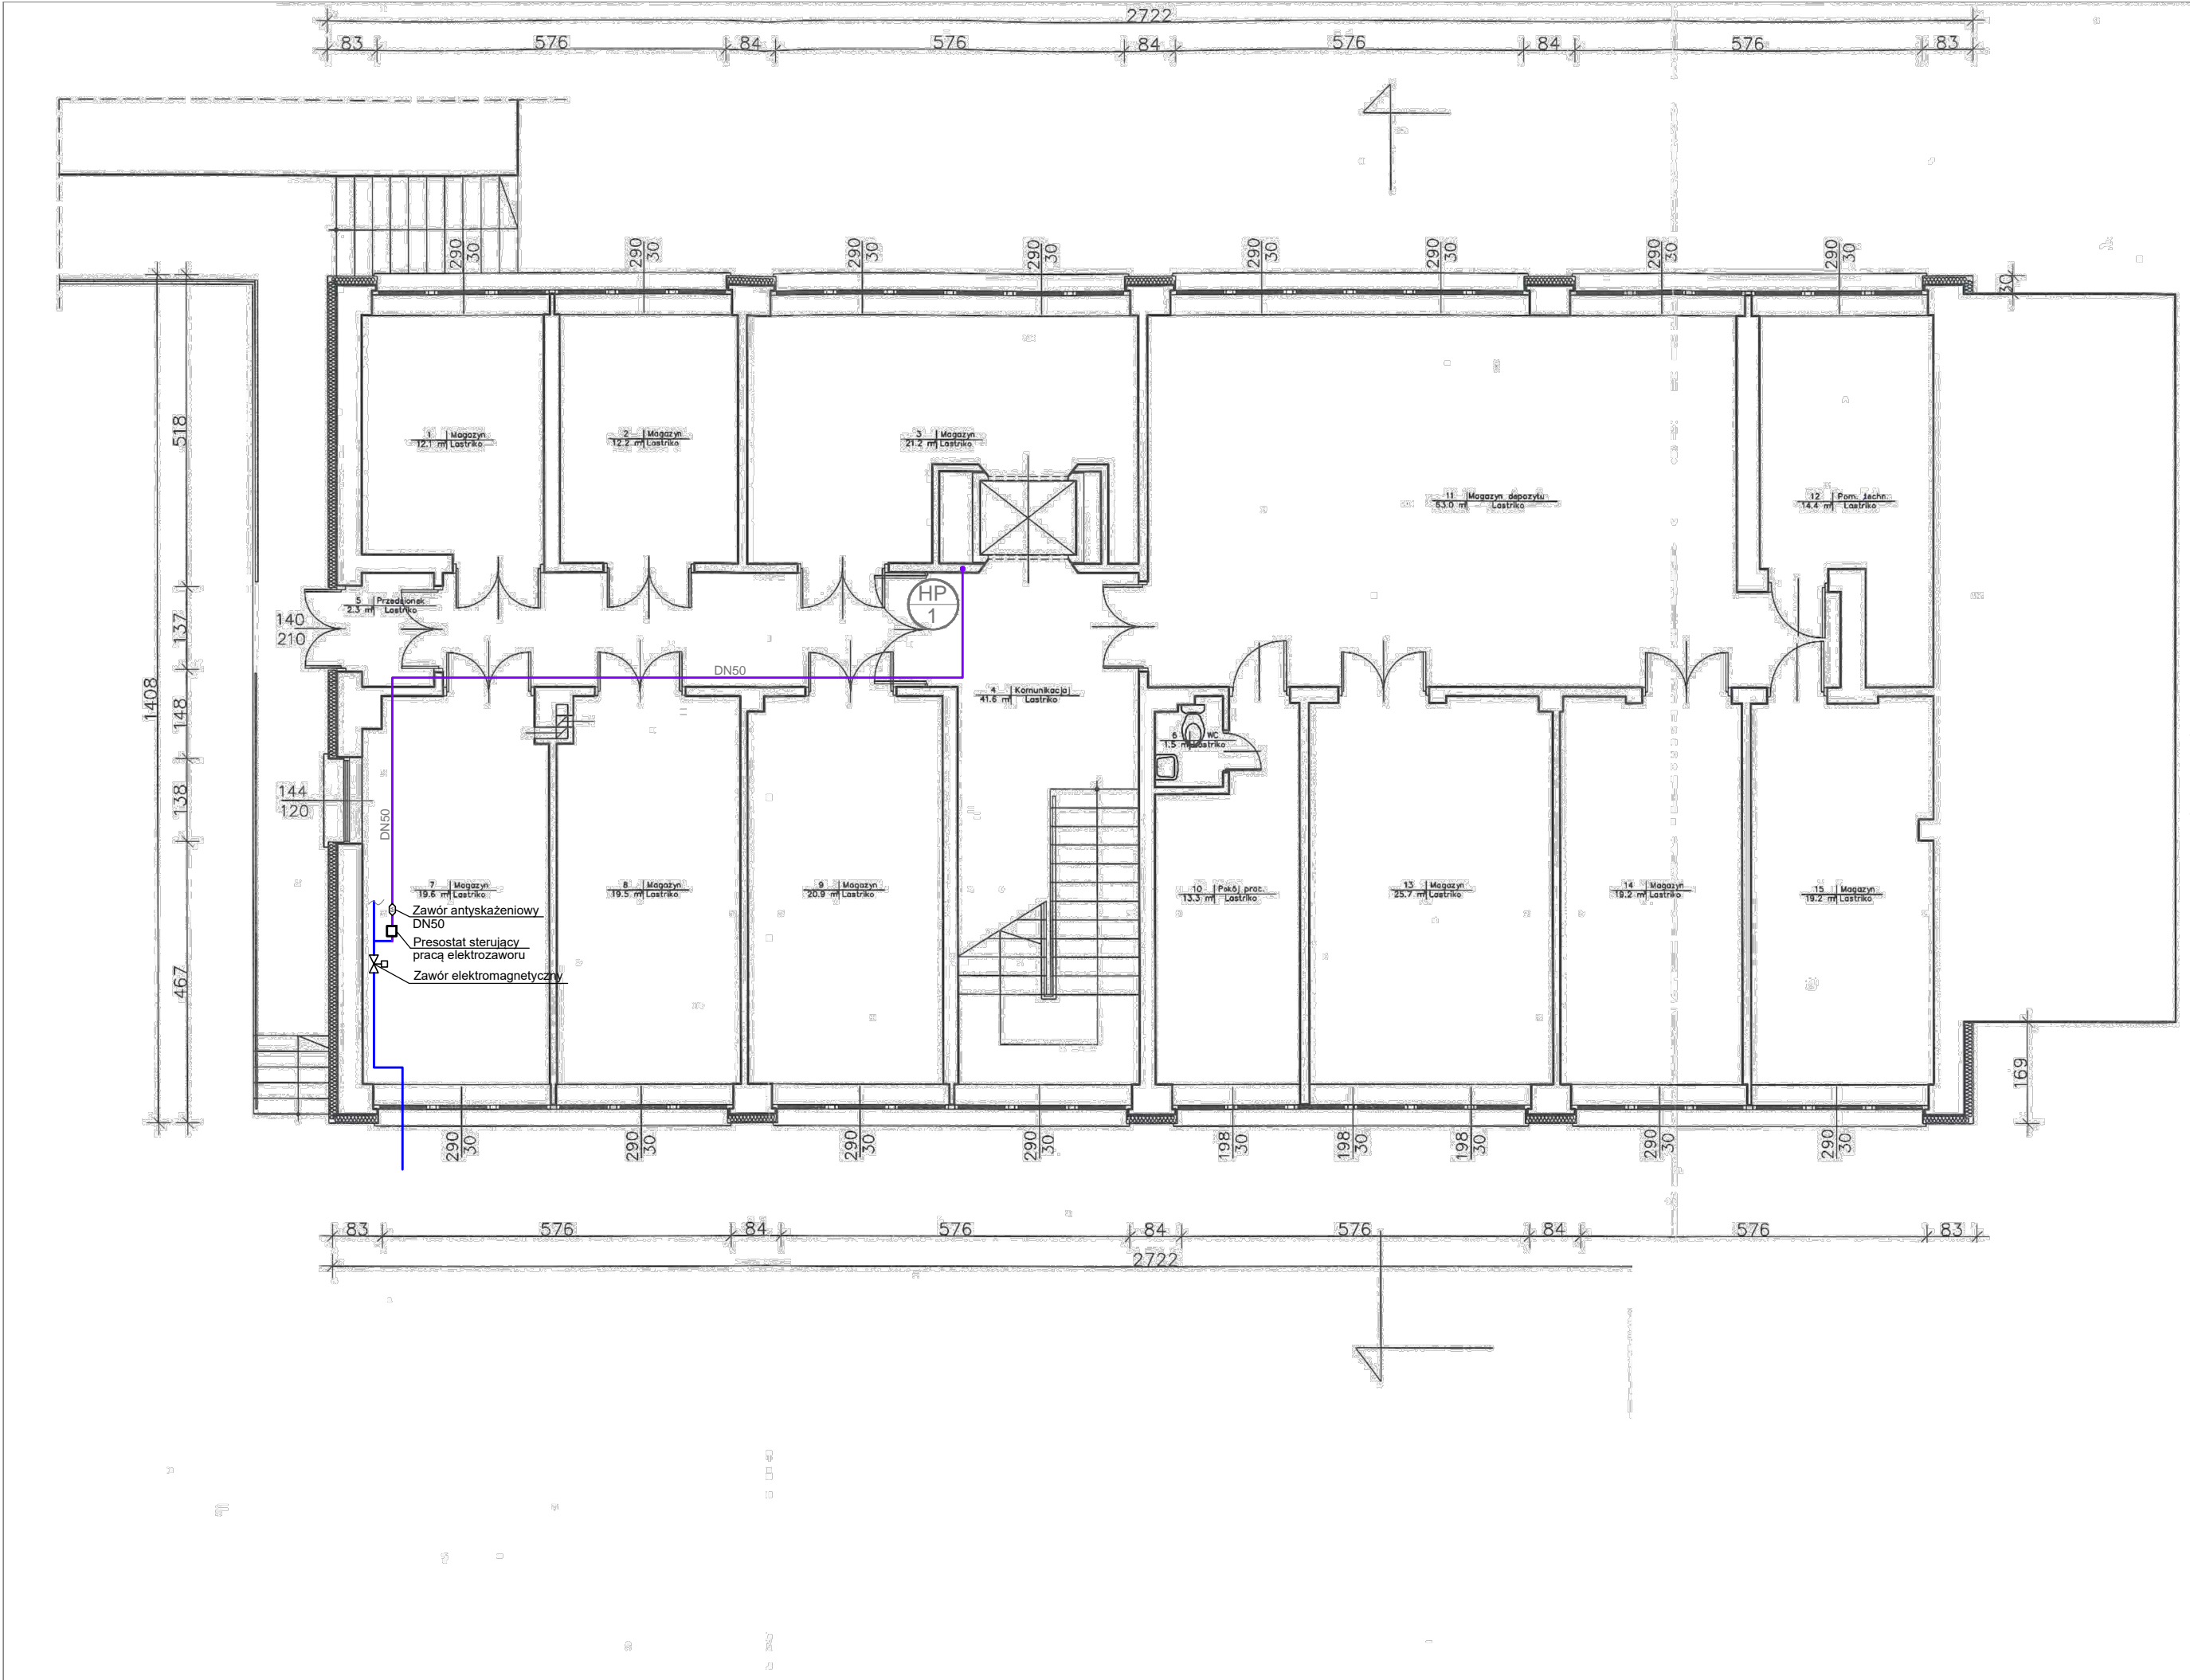 2722
83 576 84 576 84 576 84 576 83
290
30
290
30
290
30
290
30
290
30
290
30
290
30
290
30
30
518
137
148
138
467
1408
1 Magazyn
12.1 m² Lastriko
2 Magazyn
12.2 m² Lastriko
3 Magazyn
21.2 m² Lastriko
11 Magazyn depozytu
63.0 m² Lastriko
12 Pom. techn.
14.4 m² Lastriko
5 Przedsionek
2.3 m² Lastriko
HP
1
140
210
DN50
4 Komunikacja
41.6 m² Lastriko
6 WC
1.5 m² Lastriko
144
120
DN50
7 Magazyn
19.6 m² Lastriko
8 Magazyn
19.5 m² Lastriko
9 Magazyn
20.9 m² Lastriko
10 Pokój prac.
13.3 m² Lastriko
13 Magazyn
25.7 m² Lastriko
14 Magazyn
19.2 m² Lastriko
15 Magazyn
19.2 m² Lastriko
Zawór antyskażeniowy
DN50
Presostat sterujący
pracą elektrozaworu
Zawór elektromagnetyczny
169
290
30
290
30
290
30
290
30
198
30
198
30
198
30
290
30
290
30
83 576 84 576 84 576 84 576 83
2722